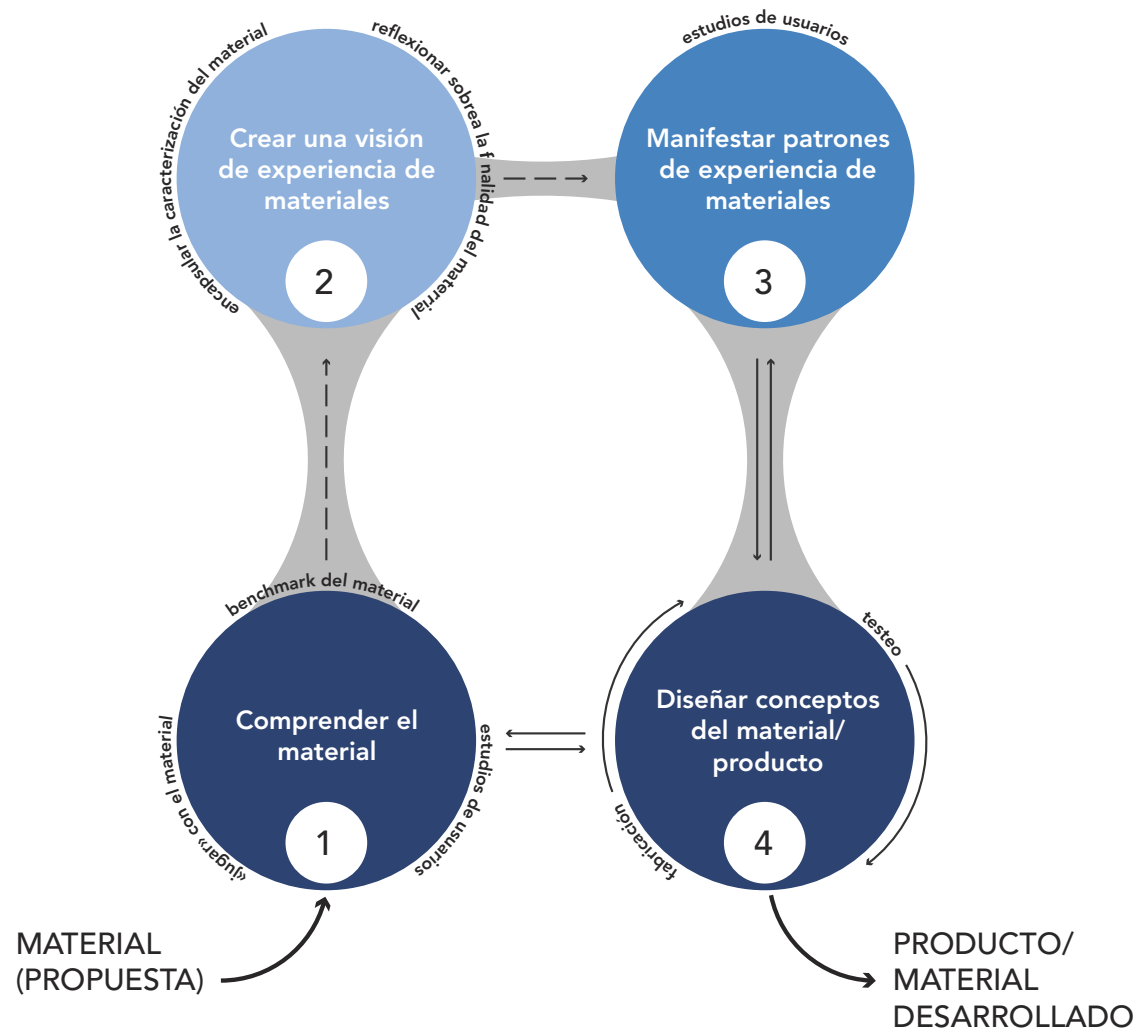 encapsular la caracterización del material
reflexionar sobrea la f nalidad del materrial
Crear una visión
de experiencia de
materiales
2
estudios de usuarios
Manifestar patrones
de experiencia de
materiales
3
benchmark del material
«jugar» con el material
estudios de usuarios
Comprender el
material
1
testeo
fabricación
Diseñar conceptos
del material/
producto
4
MATERIAL
(PROPUESTA)
PRODUCTO/
MATERIAL
DESARROLLADO